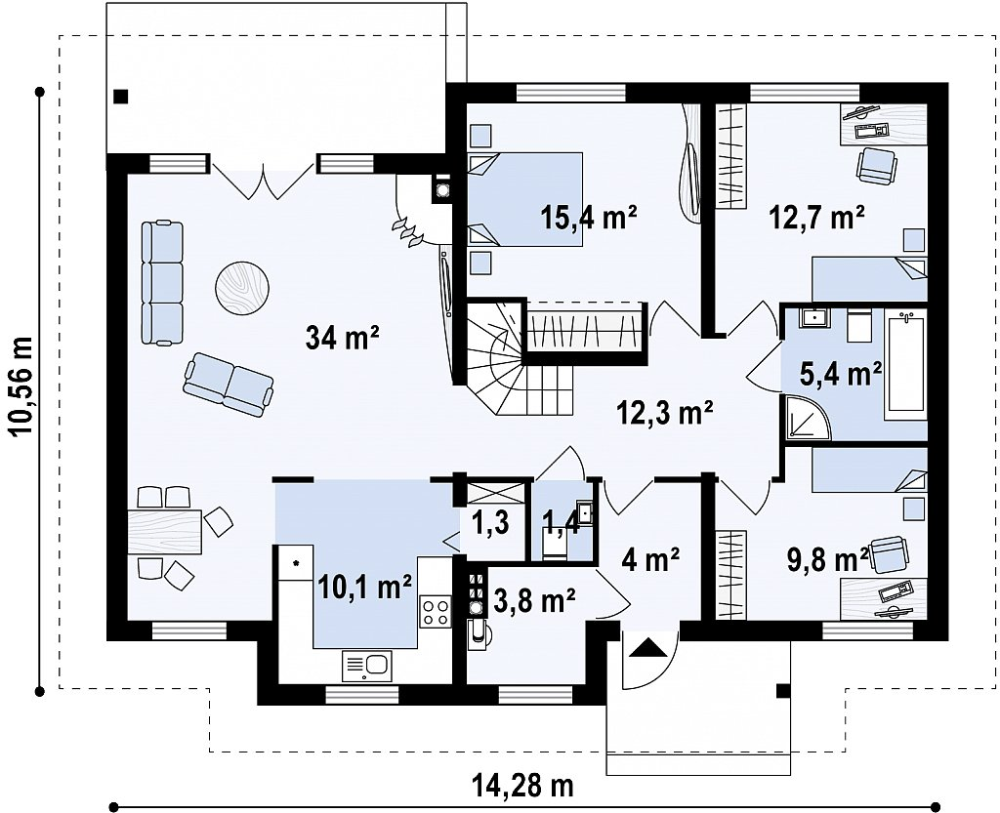 15,4 m²
12,7 m²
34 m²
5,4 m²
10,56 m
12,3 m²
1,3
1,4
4 m²
9,8 m²
10,1 m²
3,8 m²
14,28 m